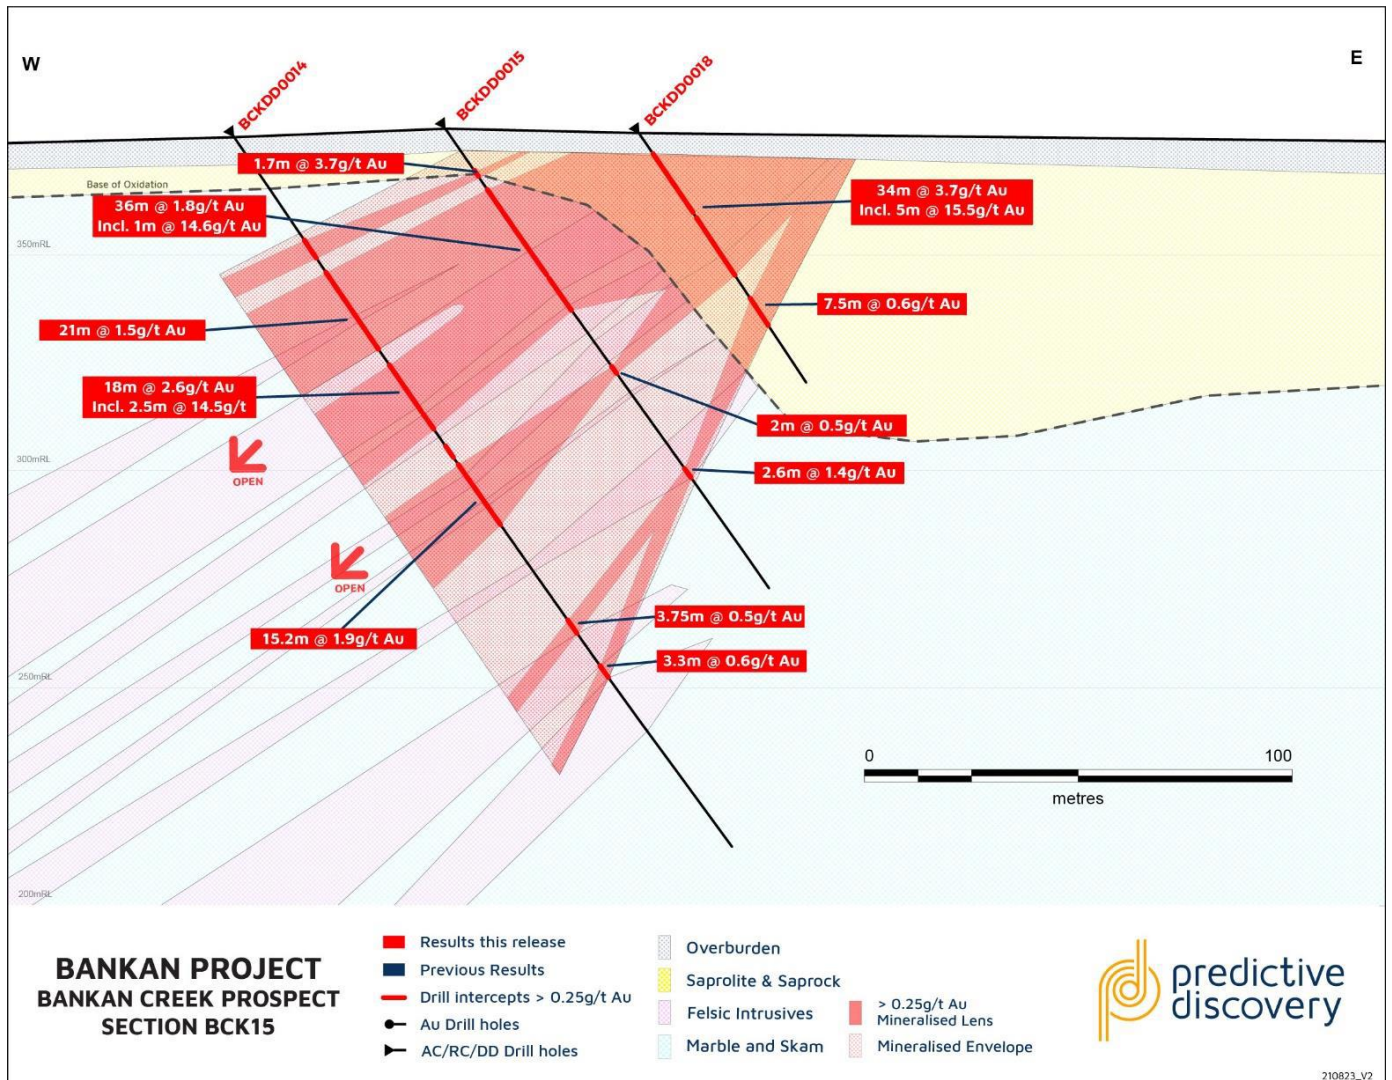 W
E
BCKDD0014
BCKDD0015
BCKDD0018
1.7m @ 3.7g/t Au
Base of Oxidation
36m @ 1.8g/t Au
Incl. 1m @ 14.6g/t Au
34m @ 3.7g/t Au
Incl. 5m @ 15.5g/t Au
350mRL
7.5m @ 0.6g/t Au
21m @ 1.5g/t Au
18m @ 2.6g/t Au
Incl. 2.5m @ 14.5g/t
2m @ 0.5g/t Au
300mRL
OPEN
2.6m @ 1.4g/t Au
OPEN
15.2m @ 1.9g/t Au
3.75m @ 0.5g/t Au
3.3m @ 0.6g/t Au
250mRL
0 100
metres
200mRL
BANKAN PROJECT
BANKAN CREEK PROSPECT
SECTION BCK15
Results this release
Previous Results
Drill intercepts > 0.25g/t Au
Au Drill holes
AC/RC/DD Drill holes
Overburden
Saprolite & Saprock
Felsic Intrusives
Marble and Skam
> 0.25g/t Au
Mineralised Lens
Mineralised Envelope
predictive
discovery
210823_V2